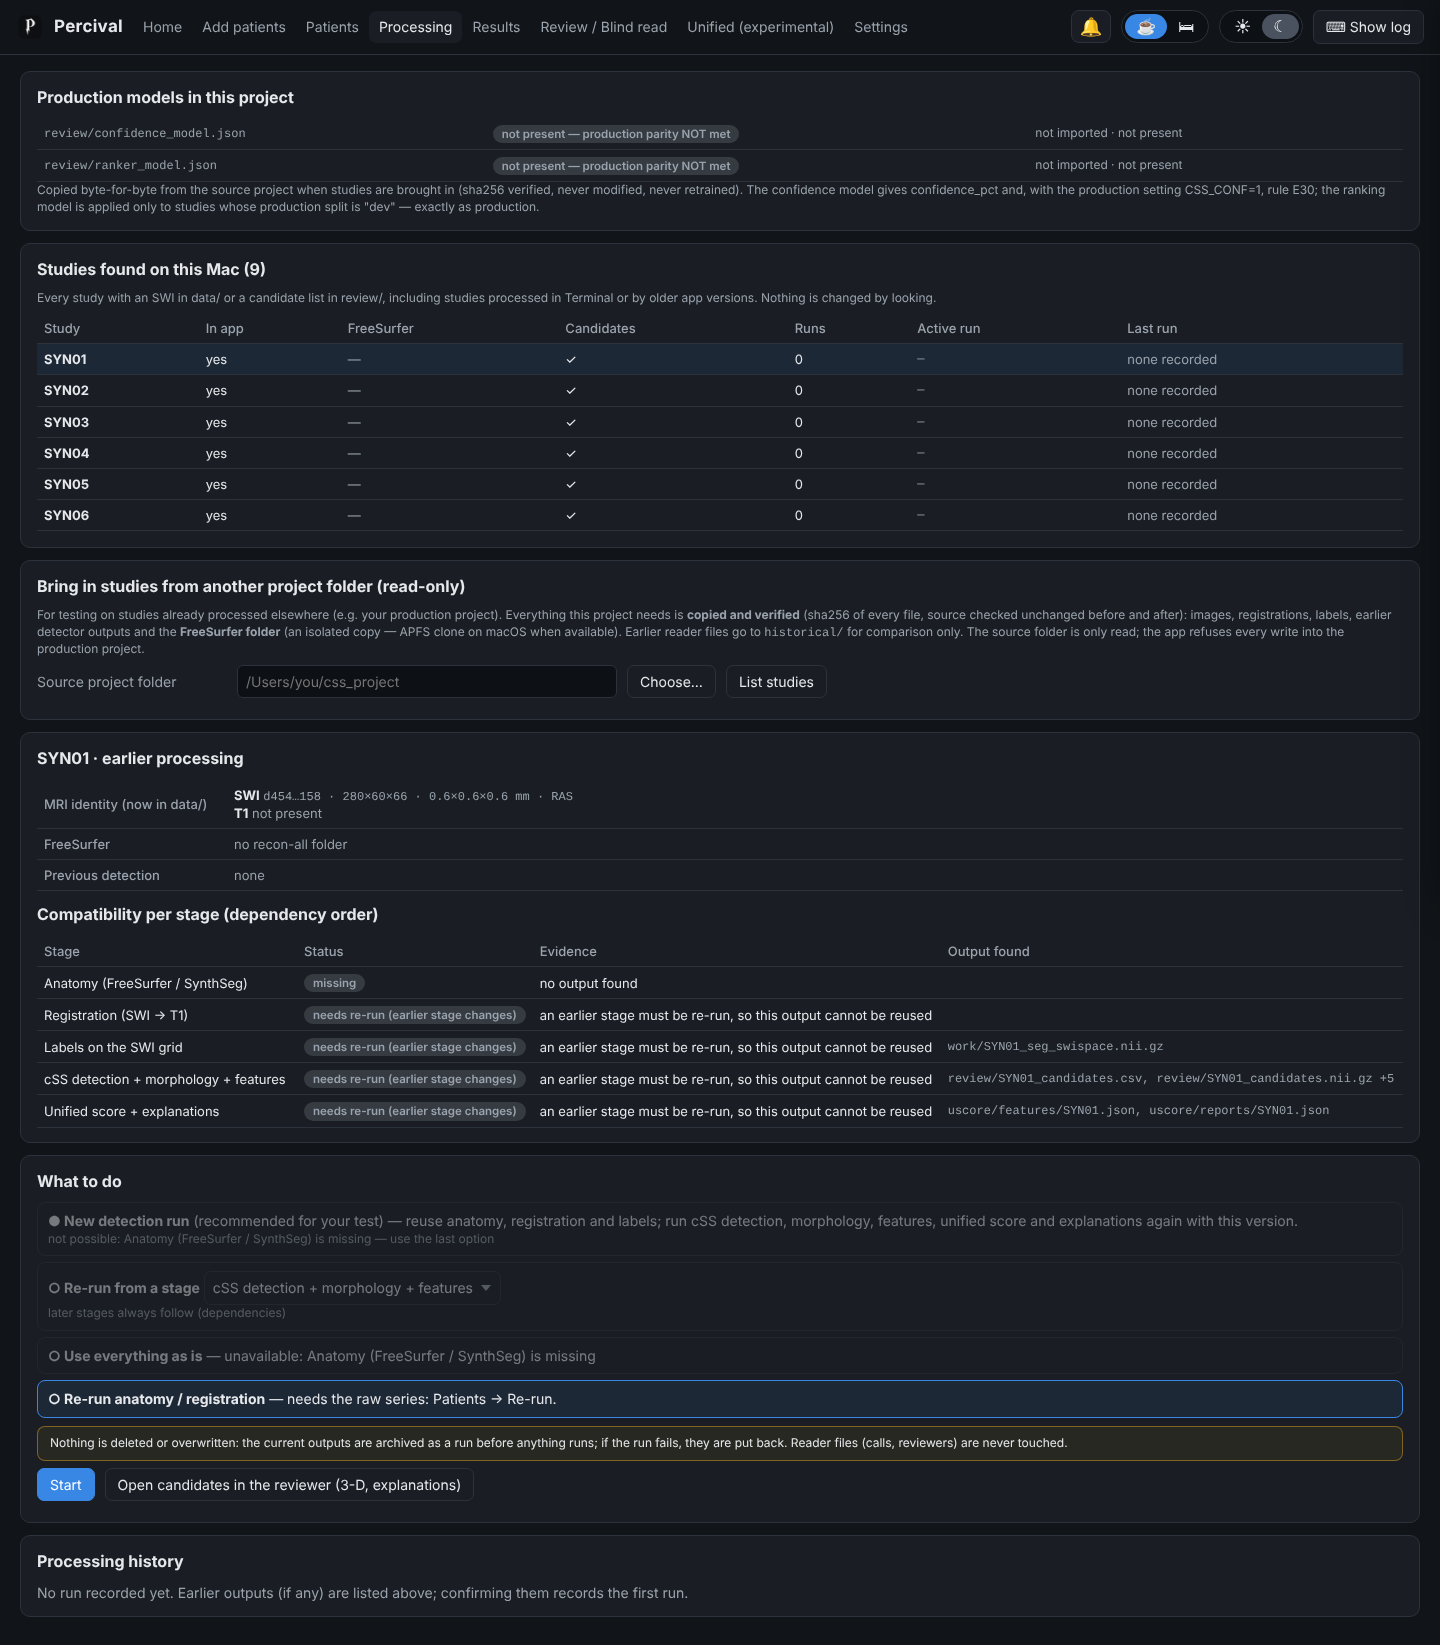 Percival Home Add patients Patients Processing Results Review / Blind read Unified (experimental) Settings Show log
Production models in this project
review/confidence_model.json not present — production parity NOT met not imported · not present
review/ranker_model.json not present — production parity NOT met not imported · not present
Copied byte-for-byte from the source project when studies are brought in (sha256 verified, never modified, never retrained). The confidence model gives confidence_pct and, with the production setting CSS_CONF=1, rule E30; the ranking
model is applied only to studies whose production split is "dev" — exactly as production.
Studies found on this Mac (9)
Every study with an SWI in data/ or a candidate list in review/, including studies processed in Terminal or by older app versions. Nothing is changed by looking.
Study In app FreeSurfer Candidates Runs Active run Last run
SYN01 yes — ✓ 0 – none recorded
SYN02 yes — ✓ 0 – none recorded
SYN03 yes — ✓ 0 – none recorded
SYN04 yes — ✓ 0 – none recorded
SYN05 yes — ✓ 0 – none recorded
SYN06 yes — ✓ 0 – none recorded
Bring in studies from another project folder (read-only)
For testing on studies already processed elsewhere (e.g. your production project). Everything this project needs is copied and verified (sha256 of every file, source checked unchanged before and after): images, registrations, labels, earlier
detector outputs and the FreeSurfer folder (an isolated copy — APFS clone on macOS when available). Earlier reader files go to historical/ for comparison only. The source folder is only read; the app refuses every write into the
production project.
Source project folder /Users/you/css_project Choose... List studies
SYN01 · earlier processing
MRI identity (now in data/) SWI d454…158 · 280×60×66 · 0.6×0.6×0.6 mm · RAS
T1 not present
FreeSurfer no recon-all folder
Previous detection none
Compatibility per stage (dependency order)
Stage Status Evidence Output found
Anatomy (FreeSurfer / SynthSeg) missing no output found
Registration (SWI → T1) needs re-run (earlier stage changes) an earlier stage must be re-run, so this output cannot be reused
Labels on the SWI grid needs re-run (earlier stage changes) an earlier stage must be re-run, so this output cannot be reused work/SYN01_seg_swispace.nii.gz
cSS detection + morphology + features needs re-run (earlier stage changes) an earlier stage must be re-run, so this output cannot be reused review/SYN01_candidates.csv, review/SYN01_candidates.nii.gz +5
Unified score + explanations needs re-run (earlier stage changes) an earlier stage must be re-run, so this output cannot be reused uscore/features/SYN01.json, uscore/reports/SYN01.json
What to do
● New detection run (recommended for your test) — reuse anatomy, registration and labels; run cSS detection, morphology, features, unified score and explanations again with this version.
not possible: Anatomy (FreeSurfer / SynthSeg) is missing — use the last option
○ Re-run from a stage cSS detection + morphology + features
later stages always follow (dependencies)
○ Use everything as is — unavailable: Anatomy (FreeSurfer / SynthSeg) is missing
○ Re-run anatomy / registration — needs the raw series: Patients → Re-run.
Nothing is deleted or overwritten: the current outputs are archived as a run before anything runs; if the run fails, they are put back. Reader files (calls, reviewers) are never touched.
Start Open candidates in the reviewer (3-D, explanations)
Processing history
No run recorded yet. Earlier outputs (if any) are listed above; confirming them records the first run.